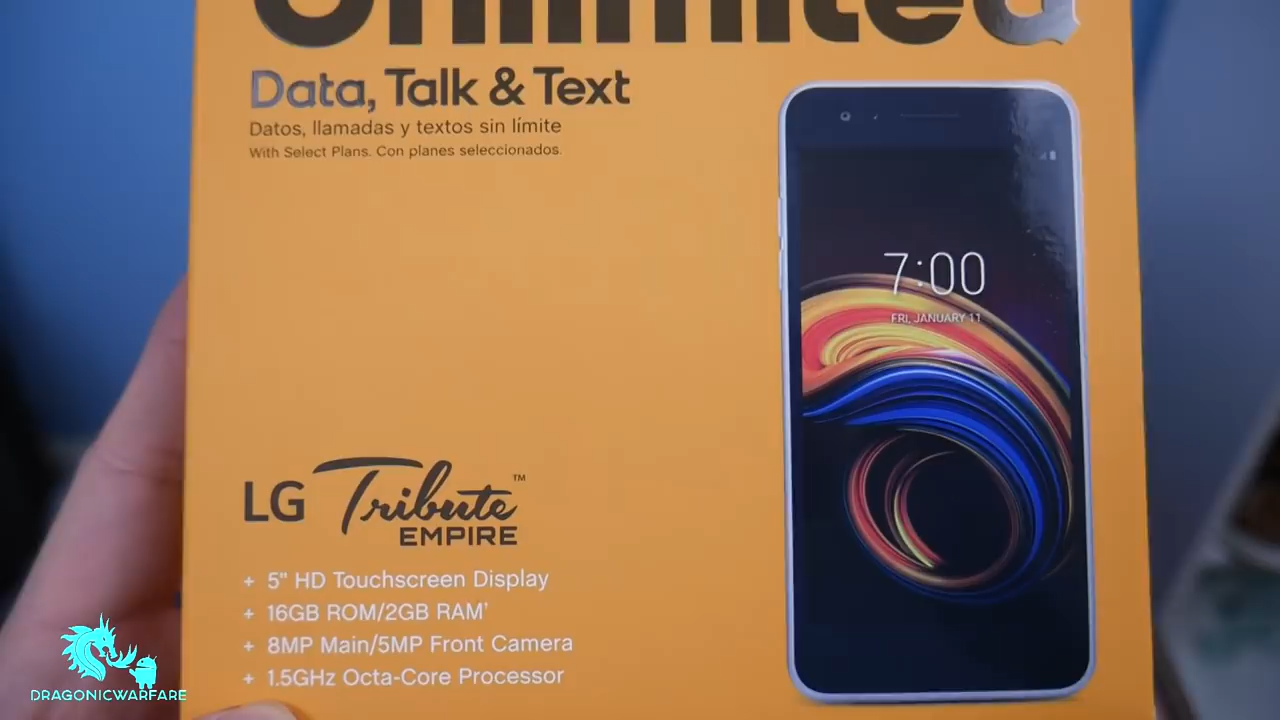 Unlimited
Data, Talk & Text
Datos, llamadas y textos sin límite
With Select Plans. Con planes seleccionados.
7:00
FRI, JANUARY 11
LG Tribute™
EMPIRE
+ 5" HD Touchscreen Display
+ 16GB ROM/2GB RAM'
+ 8MP Main/5MP Front Camera
+ 1.5GHz Octa-Core Processor
DRAGONICWARFARE